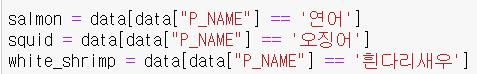 salmon = data[data["P_NAME"] == '연어']
squid = data[data["P_NAME"] == '오징어']
white_shrimp = data[data["P_NAME"] == '흰다리새우']